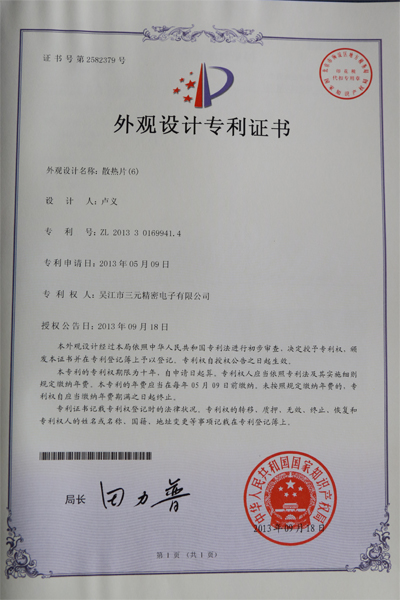 证书号第2582379号
外观设计专利证书
外观设计名称：散热片(6)
设 计 人：卢义
专 利 号：ZL 2013 3 0169941.4
专利申请日：2013年05月09日
专 利 权 人：吴江市三元精密电子有限公司
授权公告日：2013年09月18日
本外观设计经过本局依照中华人民共和国专利法进行初步审查，决定授予专利权，颁
发本证书并在专利登记簿上予以登记。专利权自授权公告之日起生效。
本专利的专利权期限为十年，自申请日起算。专利权人应当依照专利法及其实施细则
规定缴纳年费。本专利的年费应当在每年05月09日前缴纳。未按照规定缴纳年费的，专
利权自应当缴纳年费期满之日起终止。
专利证书记载专利权登记时的法律状况。专利权的转移、质押、无效、终止、恢复和
专利权人的姓名或名称、国籍、地址变更等事项记载在专利登记簿上。
局长
田力普
中华人民共和国国家知识产权局
2013年09月18日
第1页（共1页）